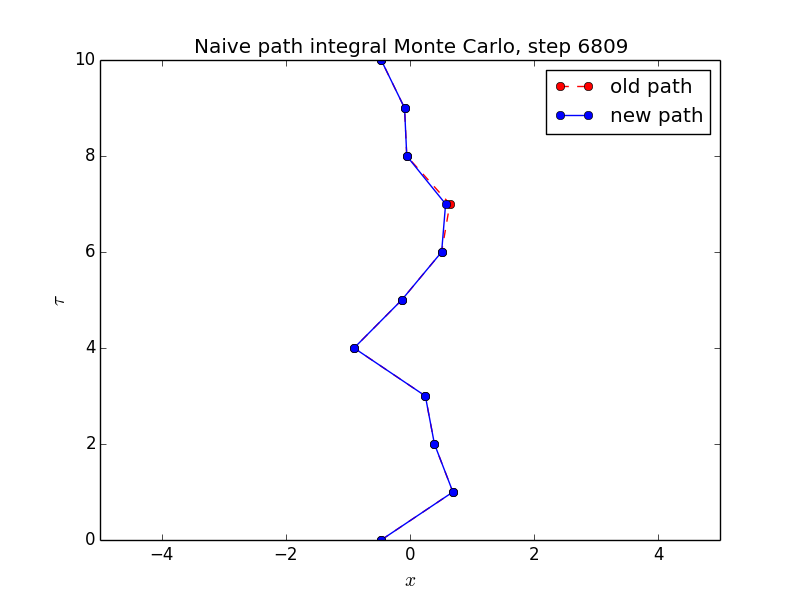 Naive path integral Monte Carlo, step 6809
old path
new path
10
8
6
4
2
0
τ
−4
−2
0
2
4
x